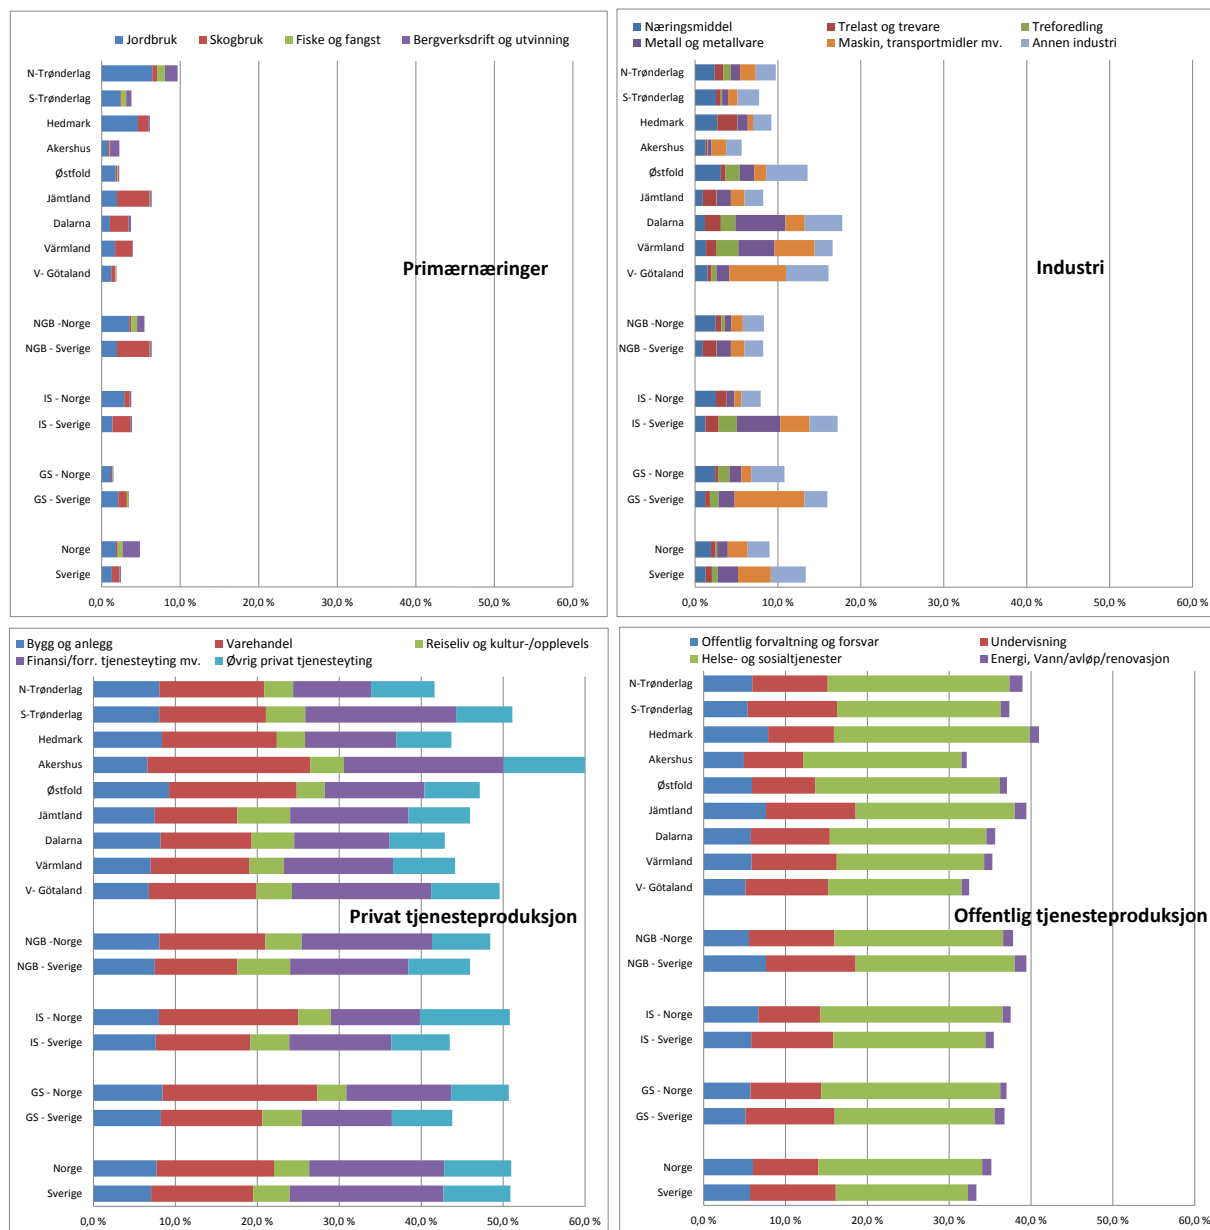 Jordbruk Skogbruk Fiske og fangst Bergverksdrift og utvinning
N-Trønderlag
S-Trønderlag
Hedmark
Akershus
Østfold
Jämtland
Dalarna
Värmland
V- Götaland
NGB -Norge
NGB - Sverige
IS - Norge
IS - Sverige
GS - Norge
GS - Sverige
Norge
Sverige
Primærnæringer
0,0 % 10,0 % 20,0 % 30,0 % 40,0 % 50,0 % 60,0 %
Næringsmiddel Trelast og trevare Treforedling
Metall og metallvare Maskin, transportmidler mv. Annen industri
N-Trønderlag
S-Trønderlag
Hedmark
Akershus
Østfold
Jämtland
Dalarna
Värmland
V- Götaland
NGB -Norge
NGB - Sverige
IS - Norge
IS - Sverige
GS - Norge
GS - Sverige
Norge
Sverige
Industri
0,0 % 10,0 % 20,0 % 30,0 % 40,0 % 50,0 % 60,0 %
Bygg og anlegg Varehandel Reiseliv og kultur-/opplevels
Finansi/forr. tjenesteyting mv. Øvrig privat tjenesteyting
N-Trønderlag
S-Trønderlag
Hedmark
Akershus
Østfold
Jämtland
Dalarna
Värmland
V- Götaland
NGB -Norge
NGB - Sverige
IS - Norge
IS - Sverige
GS - Norge
GS - Sverige
Norge
Sverige
Privat tjenesteproduksjon
0,0 % 10,0 % 20,0 % 30,0 % 40,0 % 50,0 % 60,0 %
Offentlig forvaltning og forsvar Undervisning
Helse- og sosialtjenester Energi, Vann/avløp/renovasjon
N-Trønderlag
S-Trønderlag
Hedmark
Akershus
Østfold
Jämtland
Dalarna
Värmland
V- Götaland
NGB -Norge
NGB - Sverige
IS - Norge
IS - Sverige
GS - Norge
GS - Sverige
Norge
Sverige
Offentlig tjenesteproduksjon
0,0 % 10,0 % 20,0 % 30,0 % 40,0 % 50,0 % 60,0 %